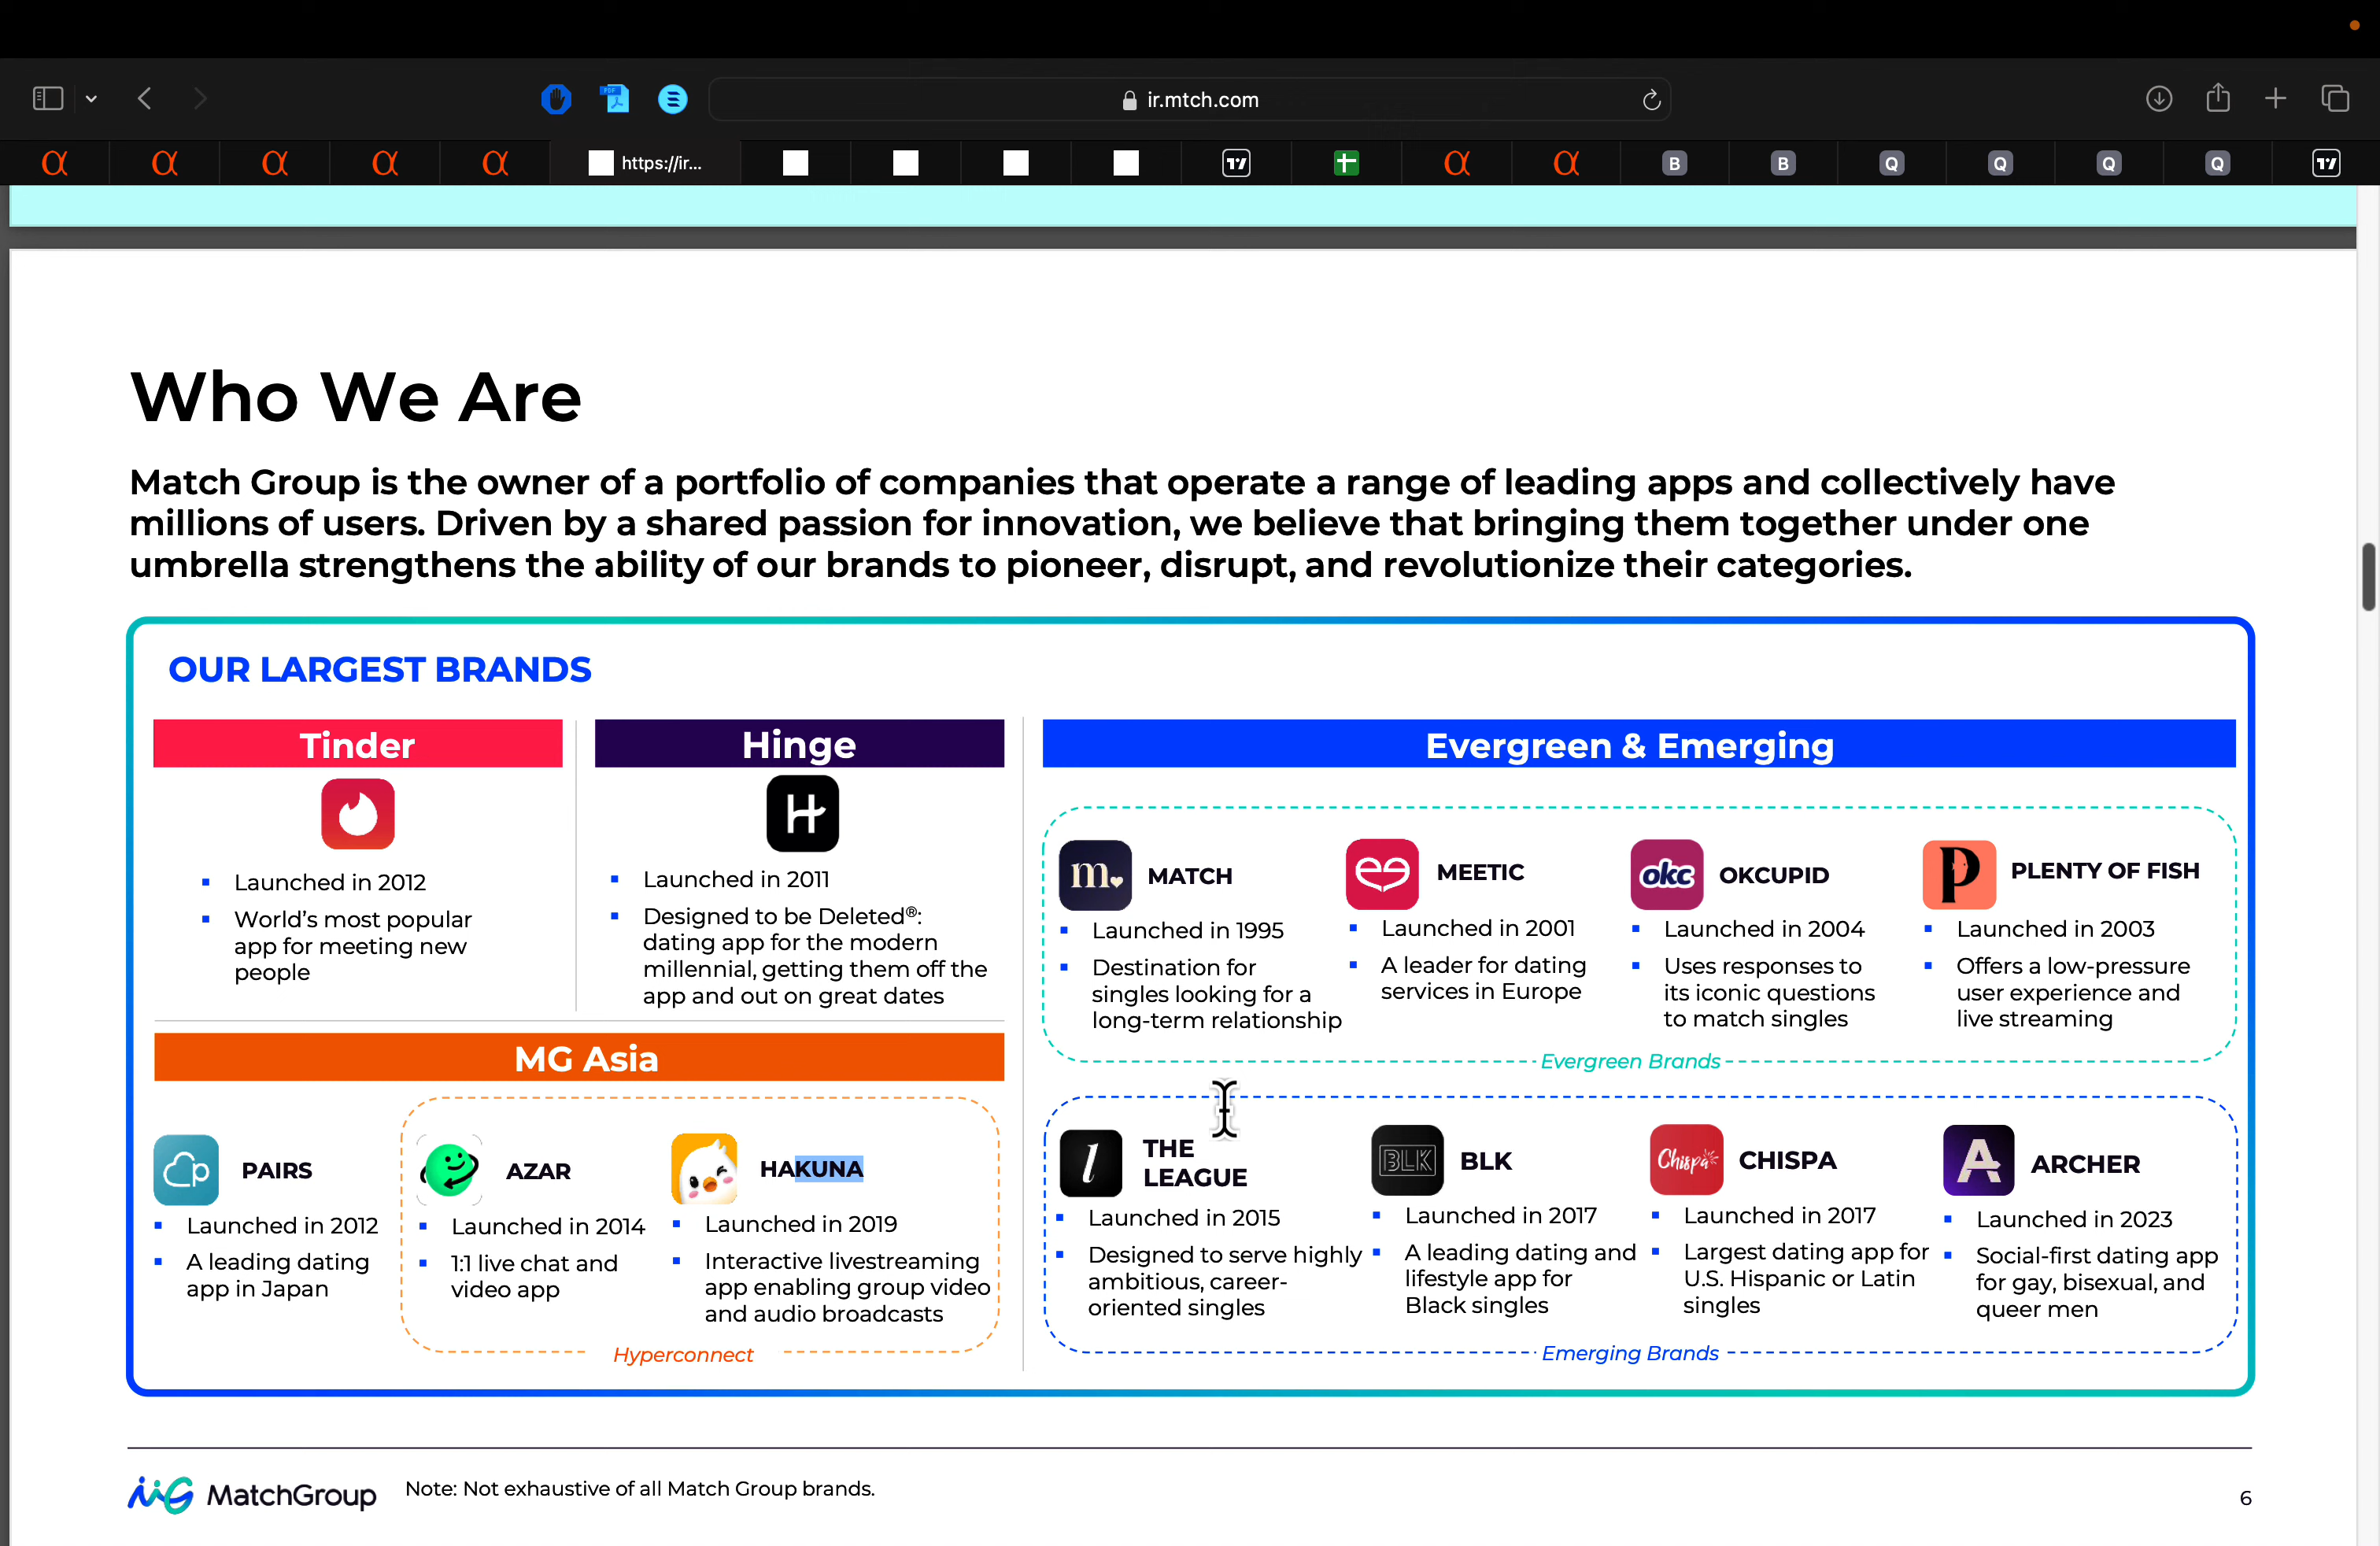 ir.mtch.com
α
α
α
α
α
https://ir...
α
α
B
B
Q
Q
Q
Q
Who We Are
Match Group is the owner of a portfolio of companies that operate a range of leading apps and collectively have
millions of users. Driven by a shared passion for innovation, we believe that bringing them together under one
umbrella strengthens the ability of our brands to pioneer, disrupt, and revolutionize their categories.
OUR LARGEST BRANDS
Tinder
Launched in 2012
World's most popular
app for meeting new
people
Hinge
H
Launched in 2011
Designed to be Deleted®:
dating app for the modern
millennial, getting them off the
app and out on great dates
MG Asia
p
PAIRS
Launched in 2012
A leading dating
app in Japan
AZAR
Launched in 2014
1:1 live chat and
video app
HAKUNA
Launched in 2019
Interactive livestreaming
app enabling group video
and audio broadcasts
Hyperconnect
Evergreen & Emerging
m
MATCH
Launched in 1995
Destination for
singles looking for a
long-term relationship
MEETIC
Launched in 2001
A leader for dating
services in Europe
okc
OKCUPID
Launched in 2004
Uses responses to
its iconic questions
to match singles
P
PLENTY OF FISH
Launched in 2003
Offers a low-pressure
user experience and
live streaming
Evergreen Brands
l
THE
LEAGUE
Launched in 2015
Designed to serve highly
ambitious, career-
oriented singles
BLK
BLK
Launched in 2017
A leading dating and
lifestyle app for
Black singles
Chispa
CHISPA
Launched in 2017
Largest dating app for
U.S. Hispanic or Latin
singles
A
ARCHER
Launched in 2023
Social-first dating app
for gay, bisexual, and
queer men
Emerging Brands
MatchGroup
Note: Not exhaustive of all Match Group brands.
6